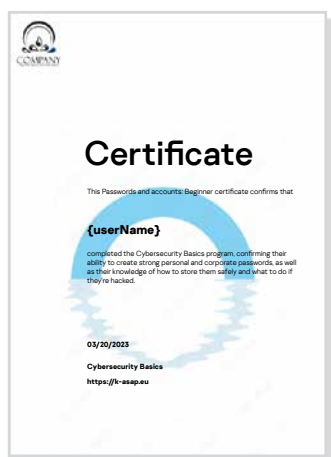 COMPANY
Certificate
This Passwords and accounts: Beginner certificate confirms that
{userName}
completed the Cybersecurity Basics program, confirming their
ability to create strong personal and corporate passwords, as well
as their knowledge of how to store them safely and what to do if
they're hacked.
03/20/2023
Cybersecurity Basics
https://k-asap.eu